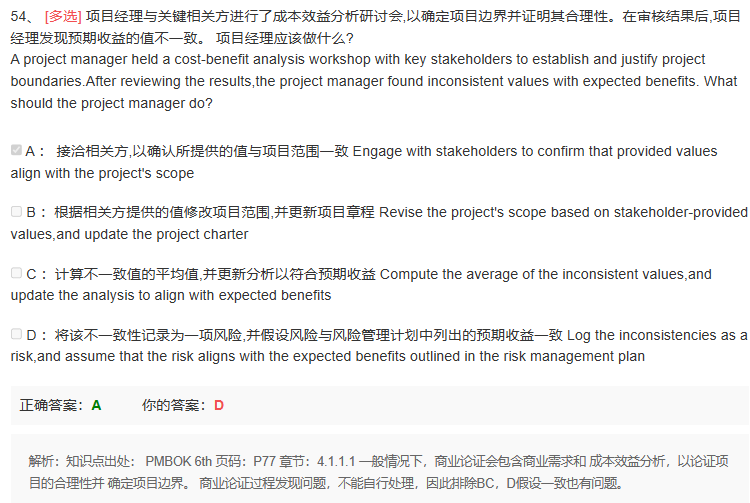 54、 [多选] 项目经理与关键相关方进行了成本效益分析研讨会,以确定项目边界并证明其合理性。在审核结果后,项目
经理发现预期收益的值不一致。 项目经理应该做什么?
A project manager held a cost-benefit analysis workshop with key stakeholders to establish and justify project
boundaries.After reviewing the results,the project manager found inconsistent values with expected benefits. What
should the project manager do?
A： 接洽相关方,以确认所提供的值与项目范围一致 Engage with stakeholders to confirm that provided values
align with the project's scope
B：根据相关方提供的值修改项目范围,并更新项目章程 Revise the project's scope based on stakeholder-provided
values,and update the project charter
C：计算不一致值的平均值,并更新分析以符合预期收益 Compute the average of the inconsistent values,and
update the analysis to align with expected benefits
D：将该不一致性记录为一项风险,并假设风险与风险管理计划中列出的预期收益一致 Log the inconsistencies as a
risk,and assume that the risk aligns with the expected benefits outlined in the risk management plan
正确答案：A 你的答案：D
解析：知识点出处： PMBOK 6th 页码：P77 章节：4.1.1.1 一般情况下，商业论证会包含商业需求和 成本效益分析，以论证项
目的合理性并 确定项目边界。 商业论证过程发现问题，不能自行处理，因此排除BC，D假设一致也有问题。